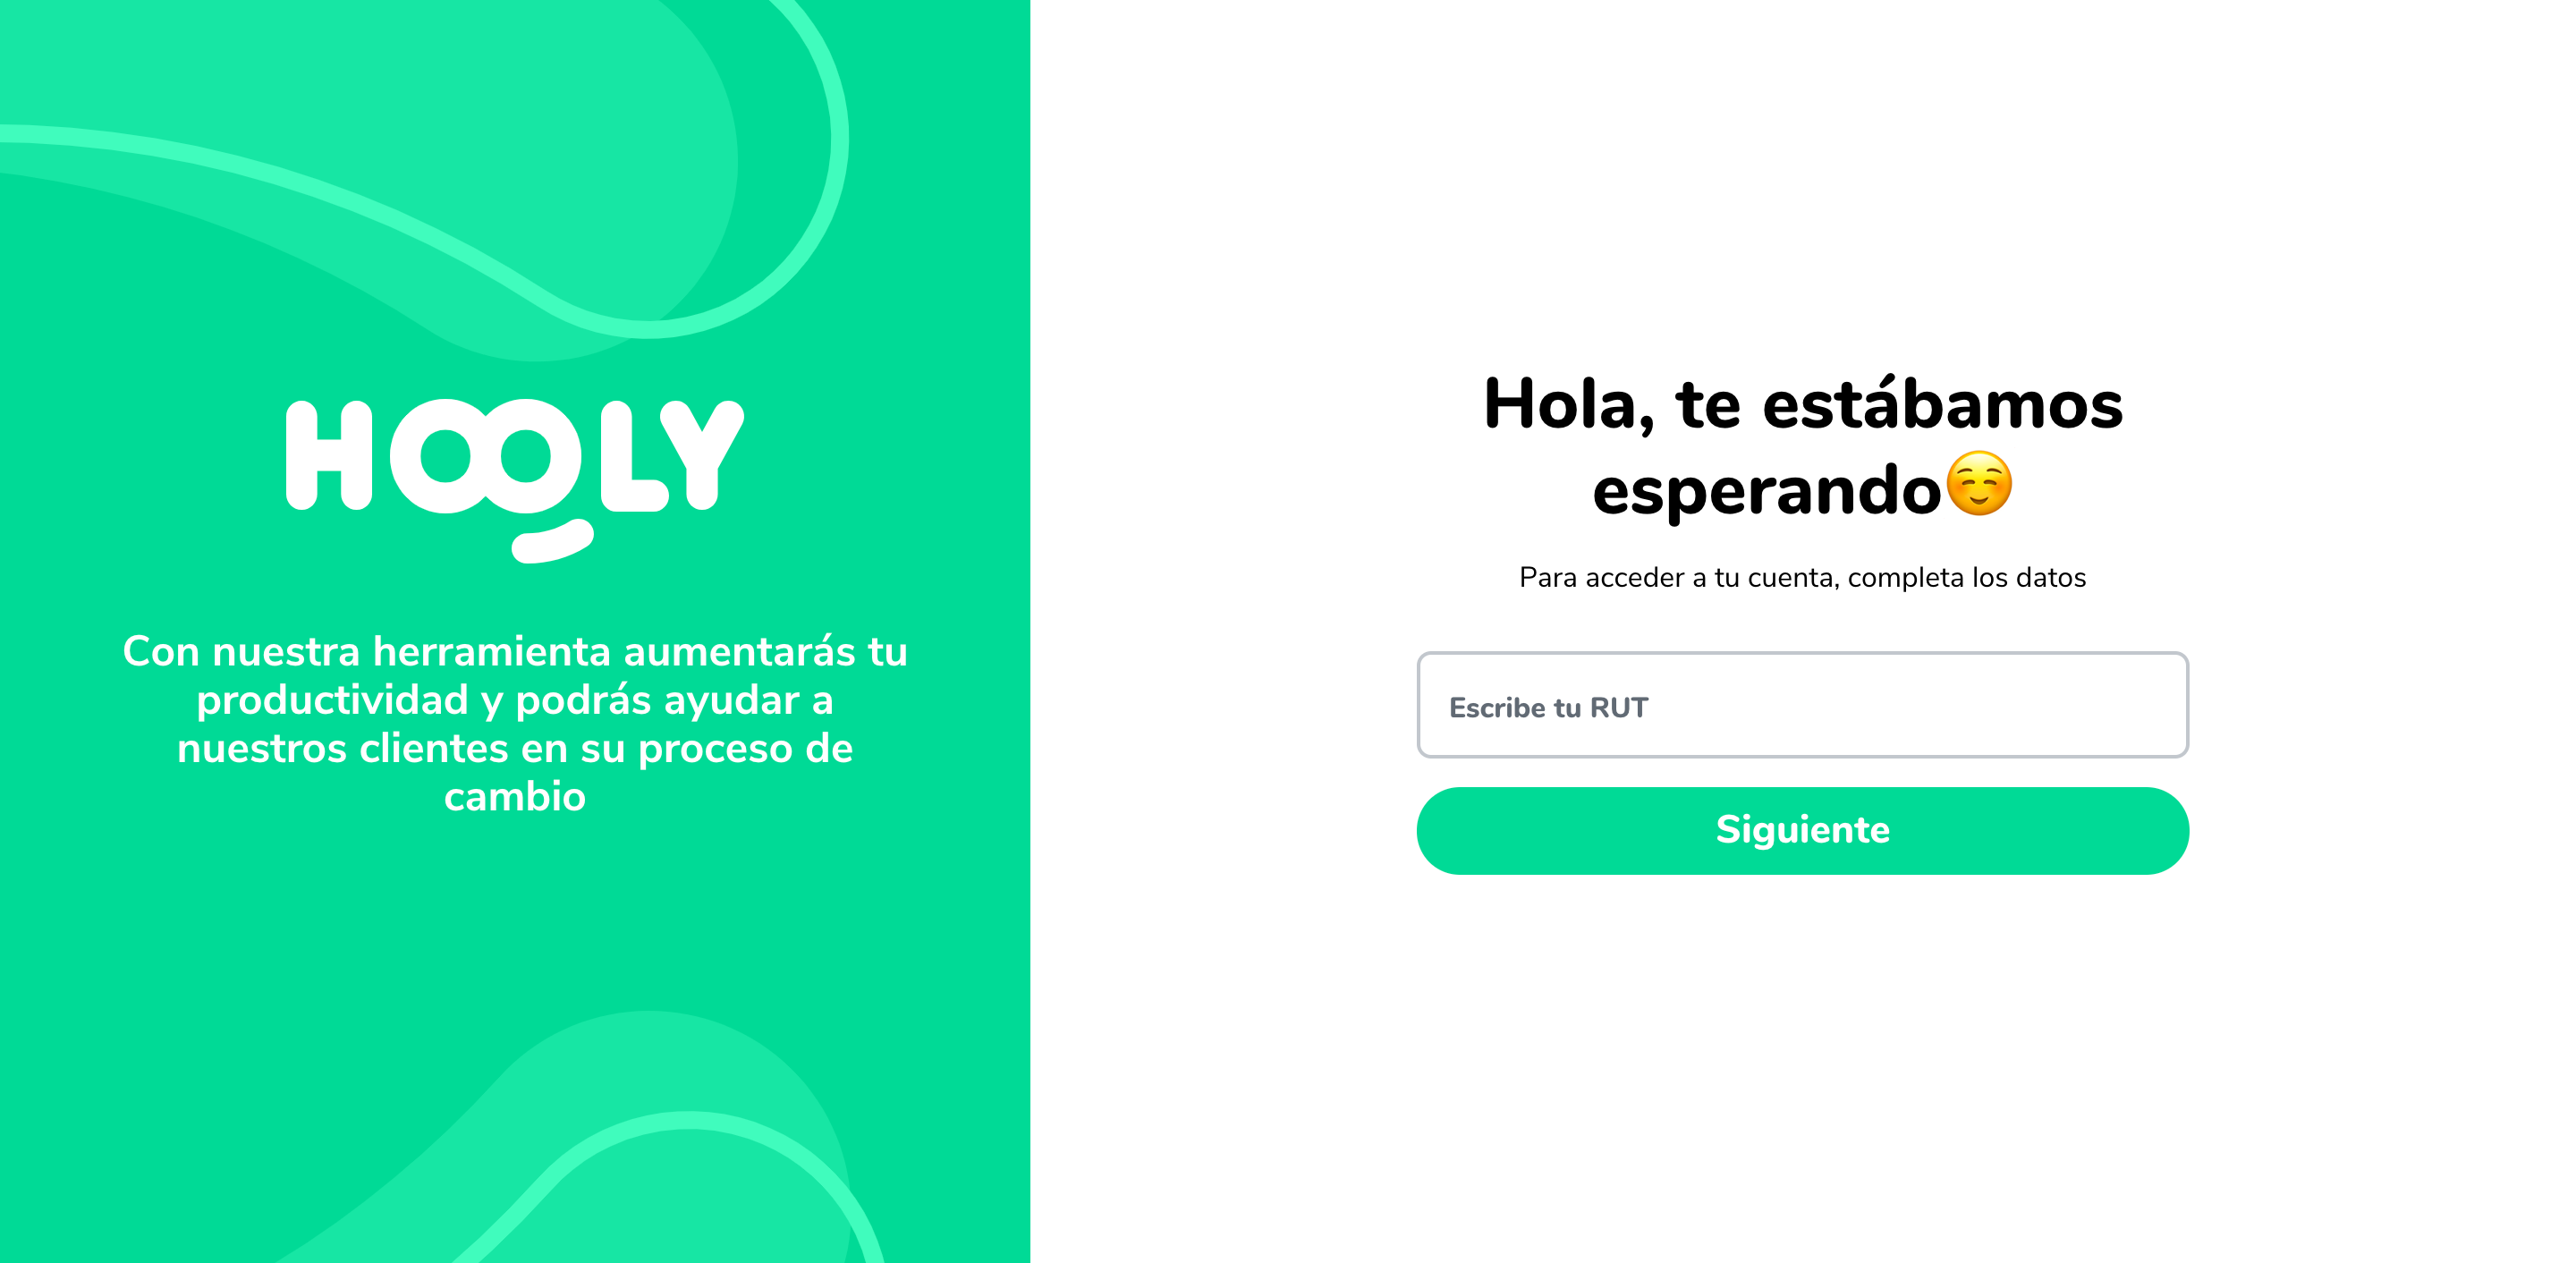 HOOLY
Con nuestra herramienta aumentarás tu
productividad y podrás ayudar a
nuestros clientes en su proceso de
cambio
Hola, te estábamos
esperando☺️
Para acceder a tu cuenta, completa los datos
Escribe tu RUT
Siguiente